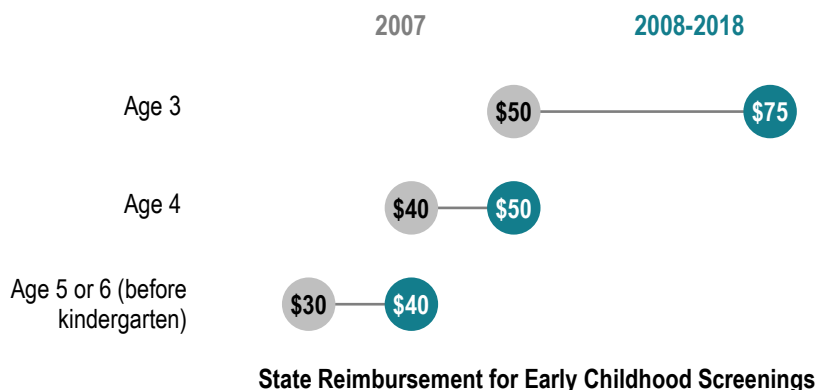 2007 2008-2018
Age 3 $50 $75
Age 4 $40 $50
Age 5 or 6 (before
kindergarten) $30 $40
State Reimbursement for Early Childhood Screenings